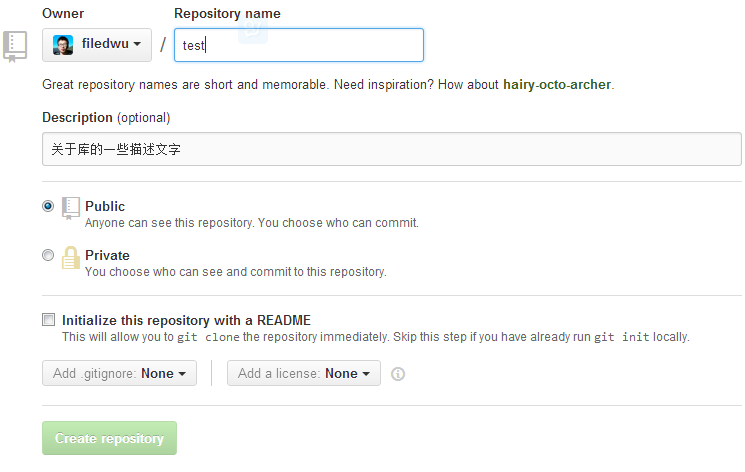 Owner Repository name
filedwu / test
Great repository names are short and memorable. Need inspiration? How about hairy-octo-archer.
Description (optional)
关于库的一些描述文字
Public
Anyone can see this repository. You choose who can commit.
Private
You choose who can see and commit to this repository.
Initialize this repository with a README
This will allow you to git clone the repository immediately. Skip this step if you have already run git init locally.
Add .gitignore: None Add a license: None
Create repository